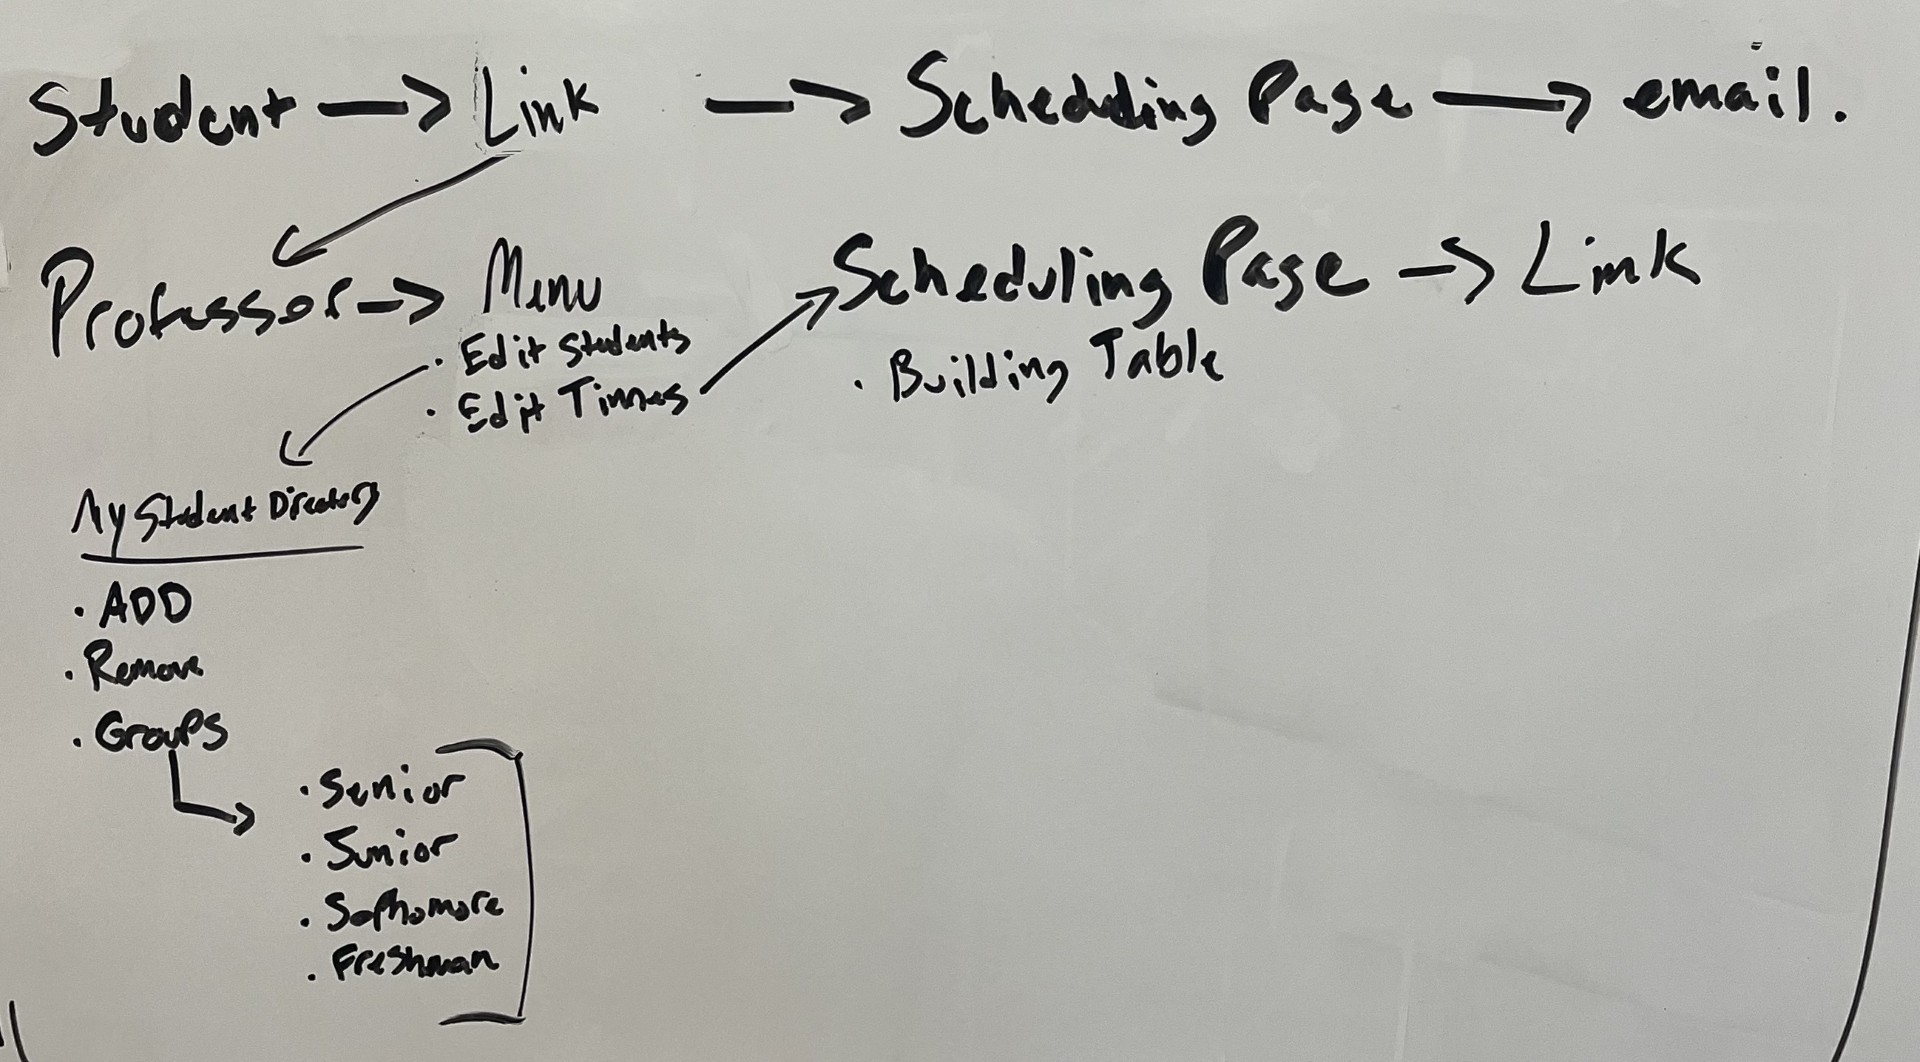 Student → Link → Scheduling Page → email.
Professor → Menu → Scheduling Page → Link
· Edit Students
· Edit Times
· Building Table
My Student Directory
· ADD
· Remove
· Groups
· Senior
· Junior
· Sophomore
· Freshman